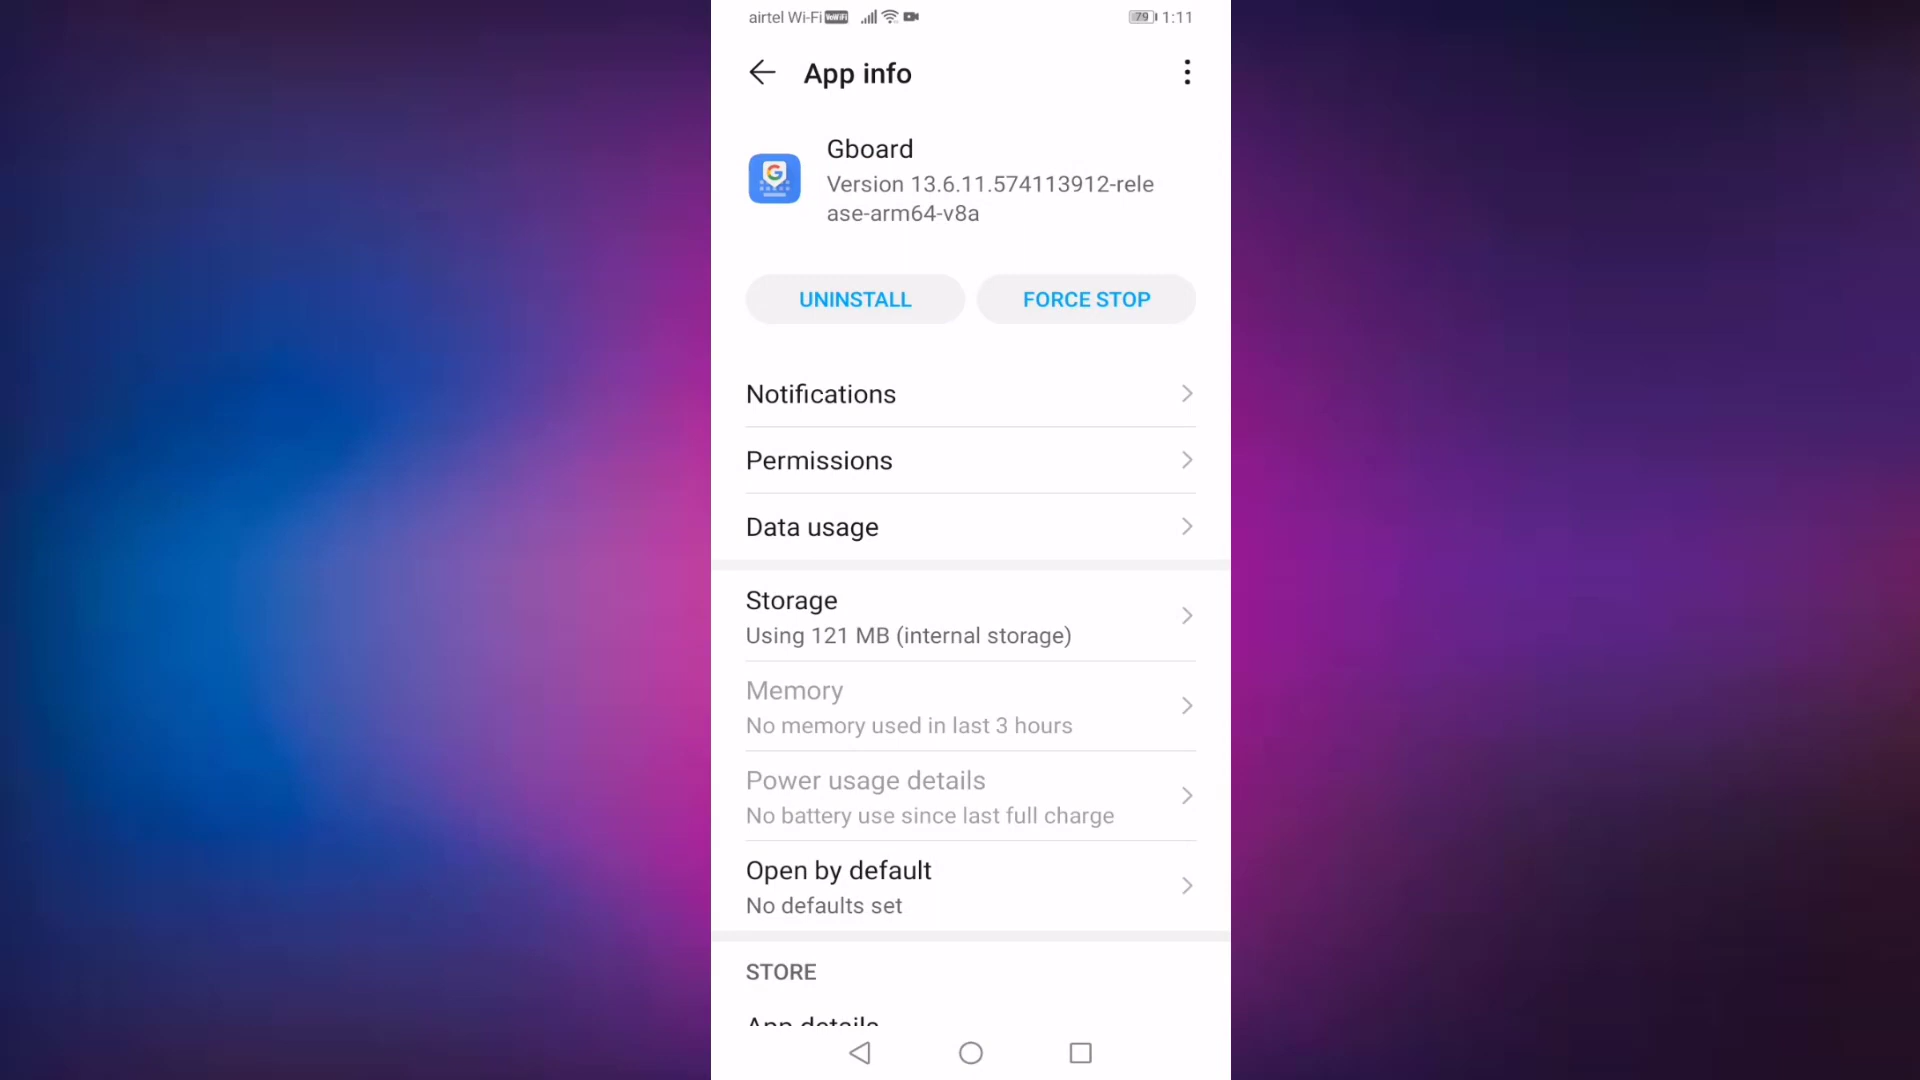 airtel Wi-Fi VoWiFi 79 1:11
App info
Gboard
Version 13.6.11.574113912-rele
ase-arm64-v8a
UNINSTALL FORCE STOP
Notifications
Permissions
Data usage
Storage
Using 121 MB (internal storage)
Memory
No memory used in last 3 hours
Power usage details
No battery use since last full charge
Open by default
No defaults set
STORE
App details